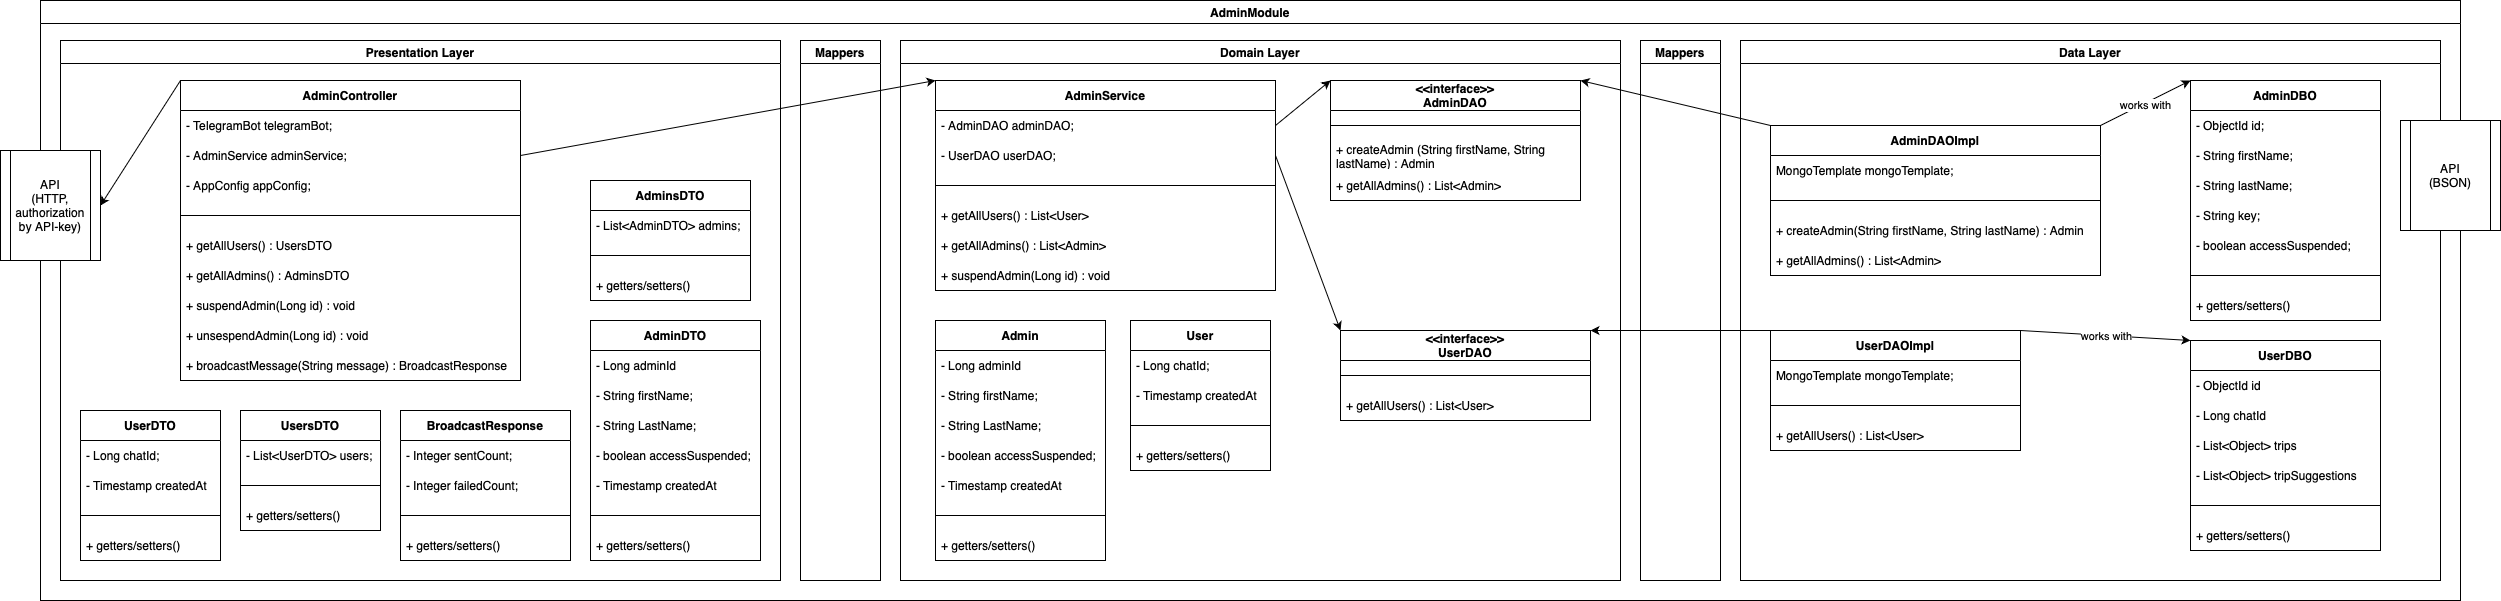 AdminModule
Presentation Layer
Mappers
Domain Layer
Mappers
Data Layer
API
(HTTP,
authorization
by API-key)
AdminController
- TelegramBot telegramBot;
- AdminService adminService;
- AppConfig appConfig;
+ getAllUsers() : UsersDTO
+ getAllAdmins() : AdminsDTO
+ suspendAdmin(Long id) : void
+ unsespendAdmin(Long id) : void
+ broadcastMessage(String message) : BroadcastResponse
AdminsDTO
- List<AdminDTO> admins;
+ getters/setters()
UserDTO
- Long chatId;
- Timestamp createdAt
+ getters/setters()
UsersDTO
- List<UserDTO> users;
+ getters/setters()
BroadcastResponse
- Integer sentCount;
- Integer failedCount;
+ getters/setters()
AdminDTO
- Long adminId
- String firstName;
- String LastName;
- boolean accessSuspended;
- Timestamp createdAt
+ getters/setters()
AdminService
- AdminDAO adminDAO;
- UserDAO userDAO;
+ getAllUsers() : List<User>
+ getAllAdmins() : List<Admin>
+ suspendAdmin(Long id) : void
<<interface>>
AdminDAO
+ createAdmin (String firstName, String
lastName) : Admin
+ getAllAdmins() : List<Admin>
Admin
- Long adminId
- String firstName;
- String LastName;
- boolean accessSuspended;
- Timestamp createdAt
+ getters/setters()
User
- Long chatId;
- Timestamp createdAt
+ getters/setters()
<<interface>>
UserDAO
+ getAllUsers() : List<User>
AdminDAOImpl
MongoTemplate mongoTemplate;
+ createAdmin(String firstName, String lastName) : Admin
+ getAllAdmins() : List<Admin>
works with
AdminDBO
- ObjectId id;
- String firstName;
- String lastName;
- String key;
- boolean accessSuspended;
+ getters/setters()
UserDAOImpl
MongoTemplate mongoTemplate;
+ getAllUsers() : List<User>
works with
UserDBO
- ObjectId id
- Long chatId
- List<Object> trips
- List<Object> tripSuggestions
+ getters/setters()
API
(BSON)